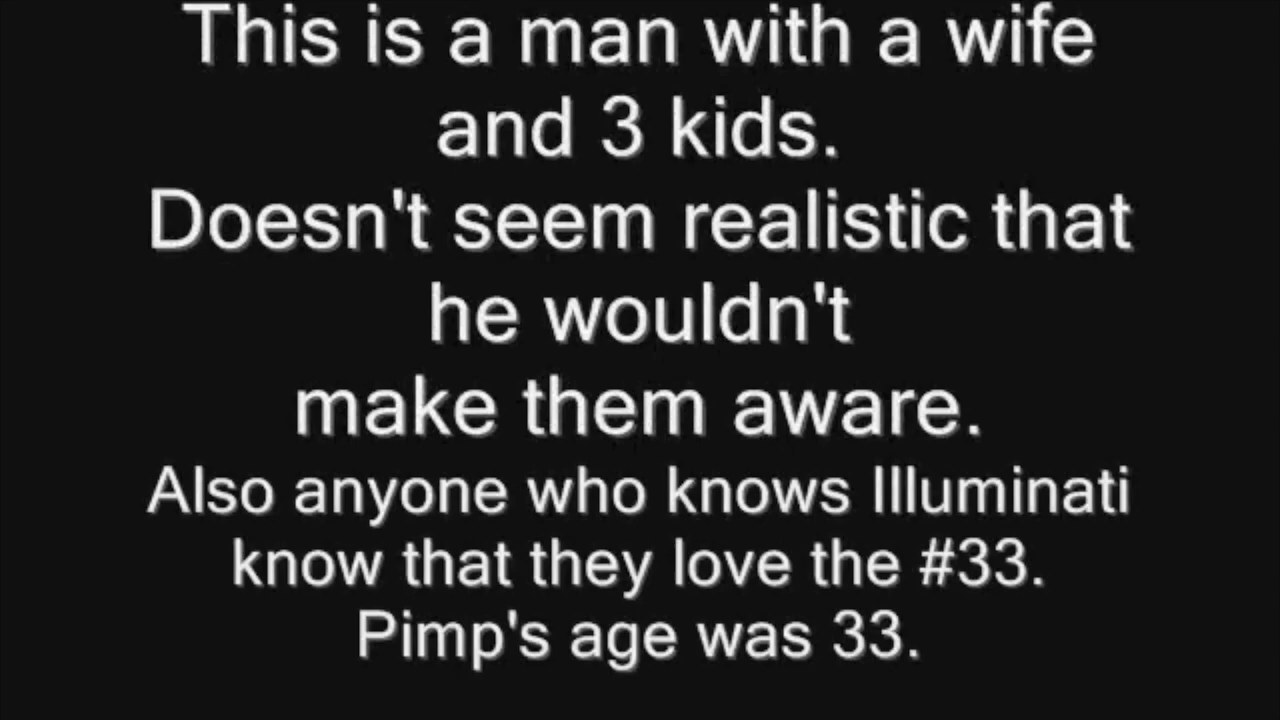 This is a man with a wife
and 3 kids.
Doesn't seem realistic that
he wouldn't
make them aware.
Also anyone who knows Illuminati
know that they love the #33.
Pimp's age was 33.